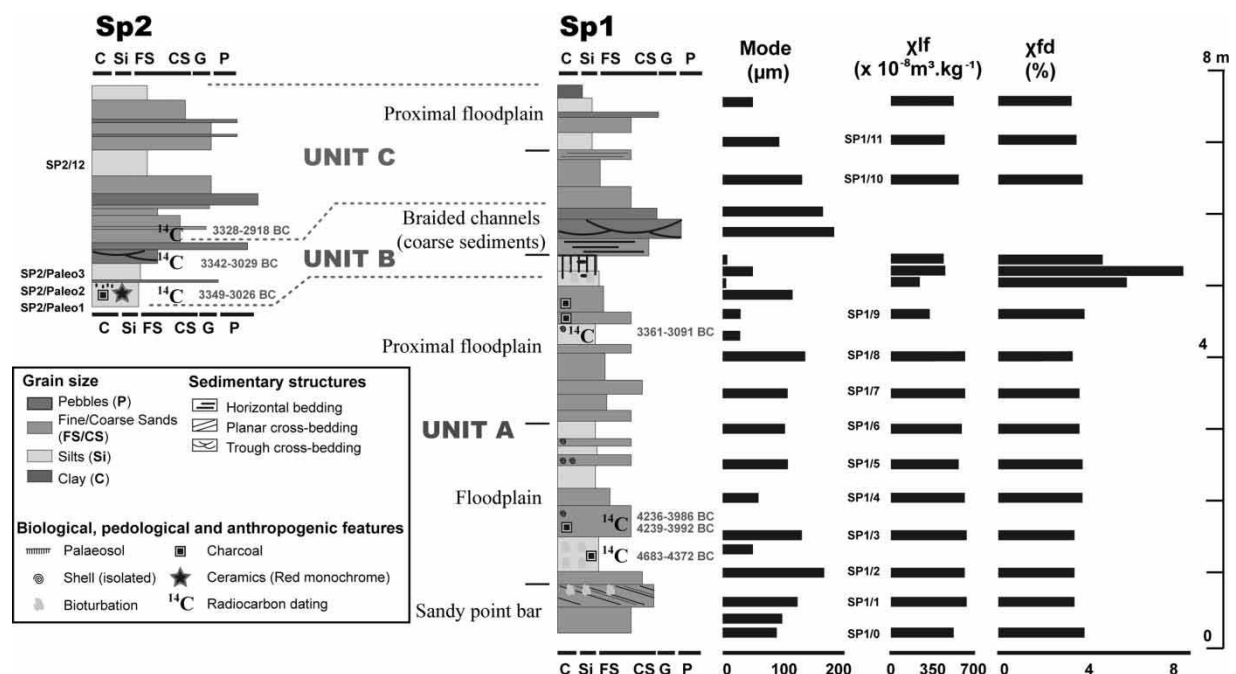 Sp2
C Si FS CS G P
SP2/12
¹⁴C 3328-2918 BC
¹⁴C 3342-3029 BC
SP2/Paleo3
SP2/Paleo2
¹⁴C 3349-3026 BC
SP2/Paleo1
C Si FS CS G P
Proximal floodplain
UNIT C
Braided channels
(coarse sediments)
UNIT B
Proximal floodplain
UNIT A
Floodplain
Sandy point bar
Sp1
C Si FS CS G P
¹⁴C 3361-3091 BC
¹⁴C 4236-3986 BC
4239-3992 BC
¹⁴C 4683-4372 BC
C Si FS CS G P
Mode
(µm)
0 100 200
χlf
(x 10⁻⁸m³.kg⁻¹)
SP1/11
SP1/10
SP1/9
SP1/8
SP1/7
SP1/6
SP1/5
SP1/4
SP1/3
SP1/2
SP1/1
SP1/0
0 350 700
χfd
(%)
0 4 8
8 m
4
0
Grain size
Pebbles (P)
Fine/Coarse Sands
(FS/CS)
Silts (Si)
Clay (C)
Sedimentary structures
Horizontal bedding
Planar cross-bedding
Trough cross-bedding
Biological, pedological and anthropogenic features
Palaeosol
Shell (isolated)
Bioturbation
Charcoal
Ceramics (Red monochrome)
¹⁴C Radiocarbon dating